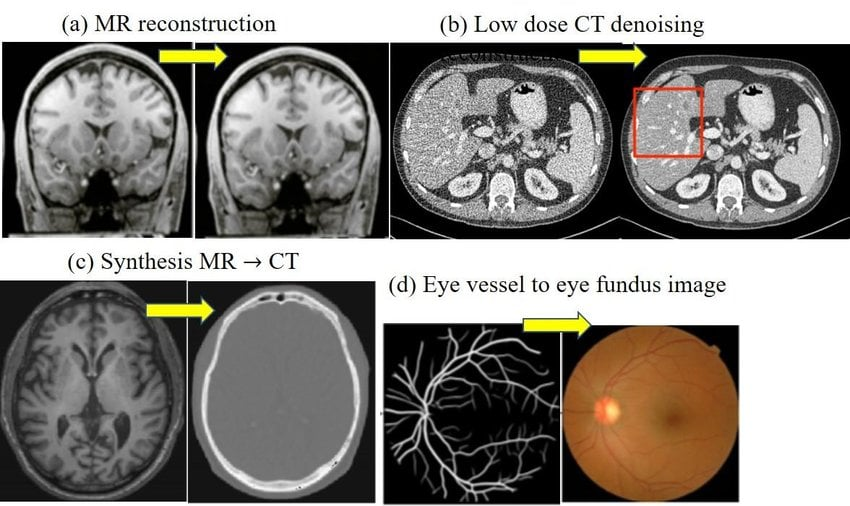 (a) MR reconstruction
(b) Low dose CT denoising
(c) Synthesis MR → CT
(d) Eye vessel to eye fundus image